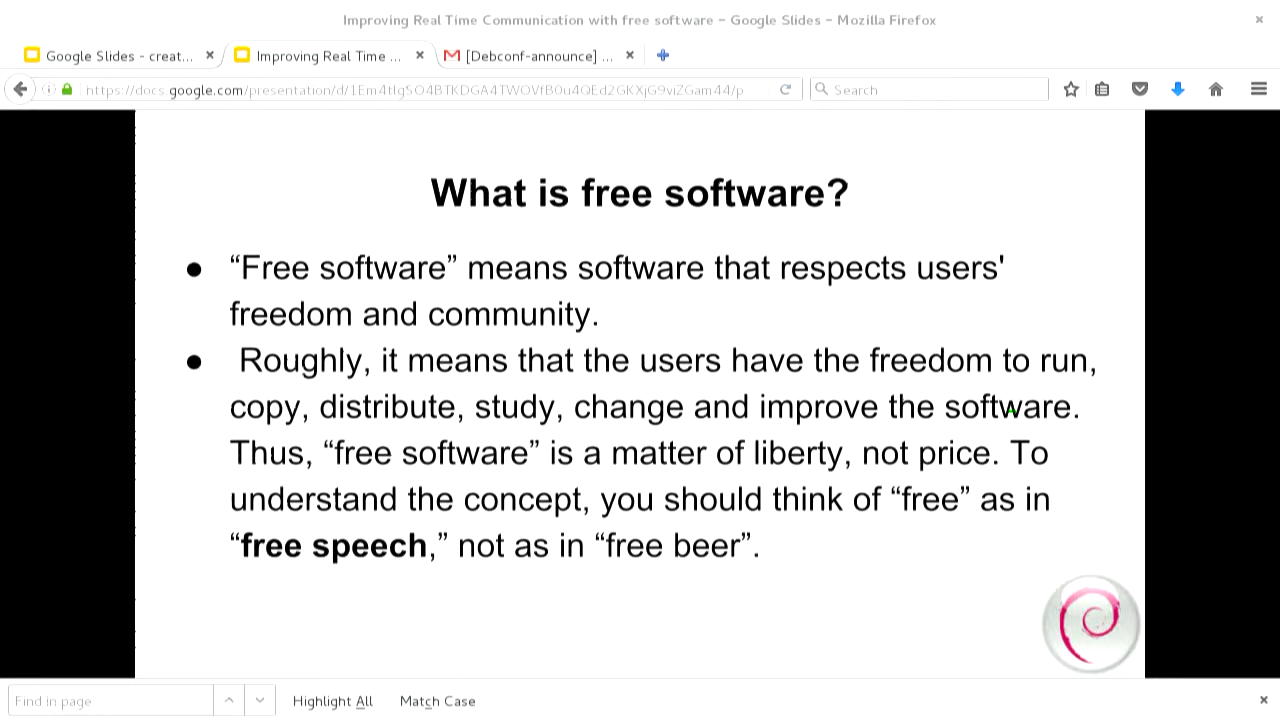 Improving Real Time Communication with free software – Google Slides – Mozilla Firefox
Google Slides - creat...
Improving Real Time ...
[Debconf-announce] ...
Search
What is free software?
● “Free software” means software that respects users'
freedom and community.
● Roughly, it means that the users have the freedom to run,
copy, distribute, study, change and improve the software.
Thus, “free software” is a matter of liberty, not price. To
understand the concept, you should think of “free” as in
“free speech,” not as in “free beer”.
Find in page
Highlight All
Match Case